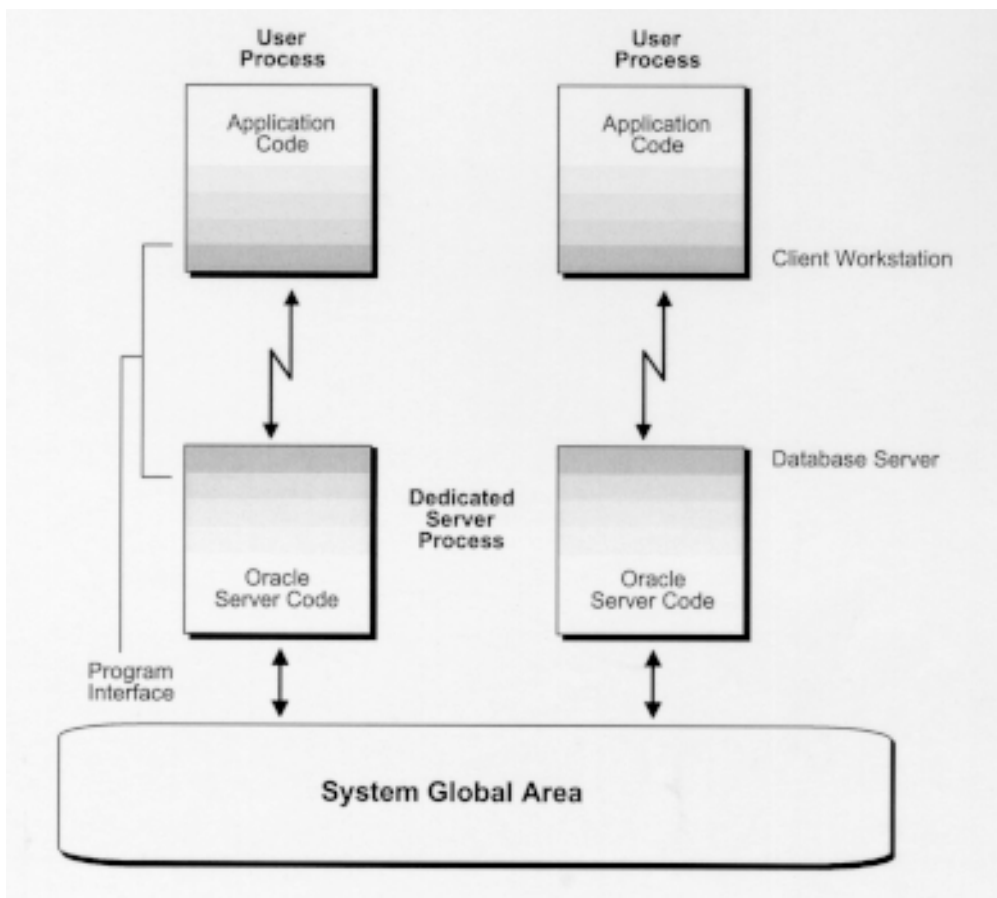 User
Process
User
Process
Application
Code
Application
Code
Client Workstation
Database Server
Dedicated
Server
Process
Oracle
Server Code
Oracle
Server Code
Program
Interface
System Global Area